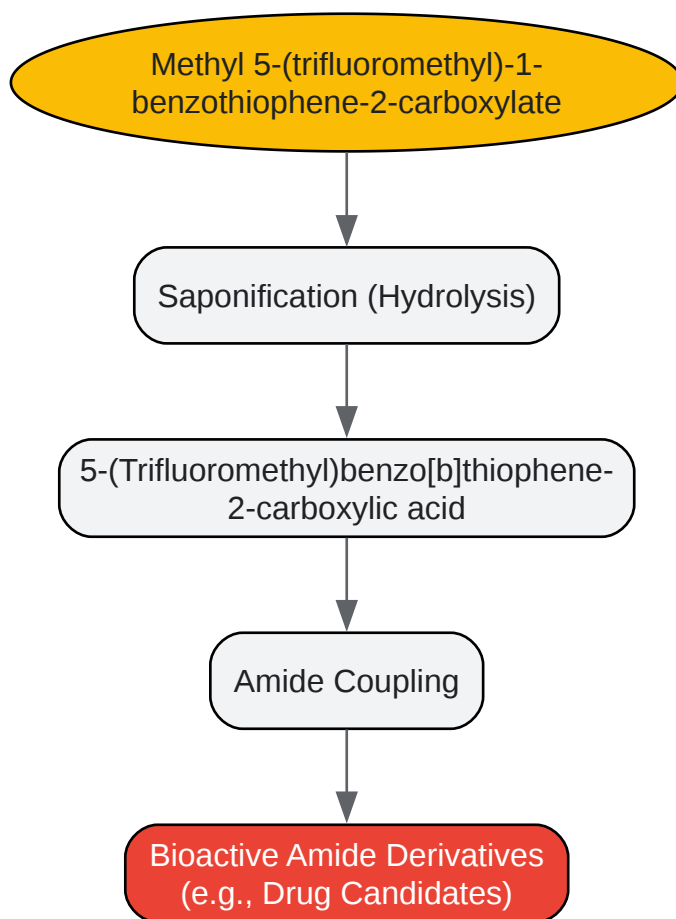 Methyl 5-(trifluoromethyl)-1-
benzothiophene-2-carboxylate
Saponification (Hydrolysis)
5-(Trifluoromethyl)benzo[b]thiophene-
2-carboxylic acid
Amide Coupling
Bioactive Amide Derivatives
(e.g., Drug Candidates)